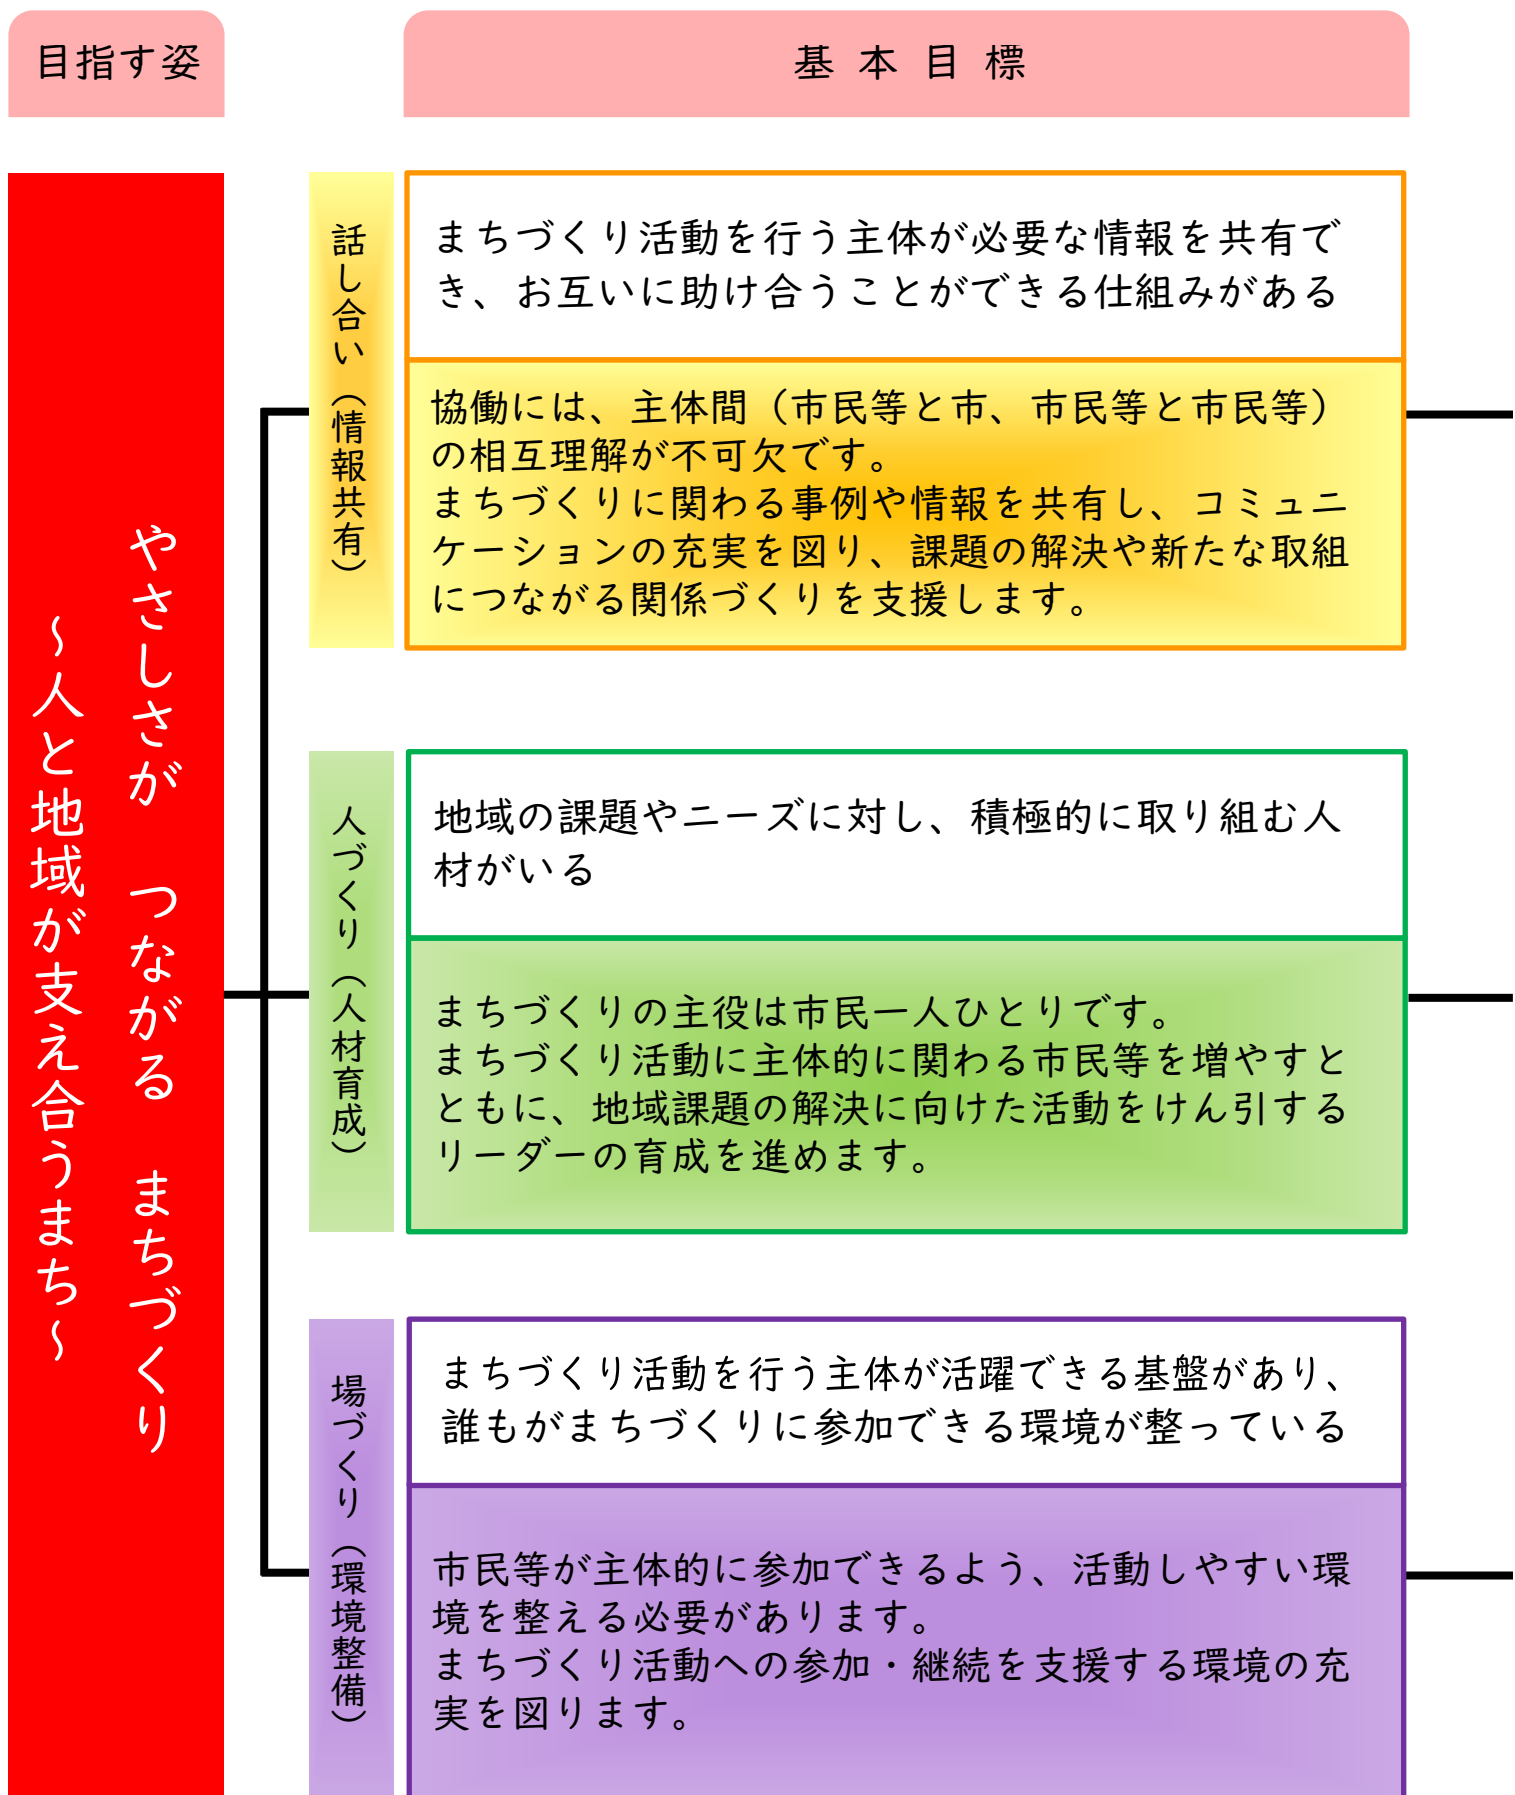 目指す姿
基本目標
やさしさが　つながる　まちづくり
～人と地域が支え合うまち～
話し合い（情報共有）
まちづくり活動を行う主体が必要な情報を共有で
き、お互いに助け合うことができる仕組みがある
協働には、主体間（市民等と市、市民等と市民等）
の相互理解が不可欠です。
まちづくりに関わる事例や情報を共有し、コミュニ
ケーションの充実を図り、課題の解決や新たな取組
につながる関係づくりを支援します。
人づくり（人材育成）
地域の課題やニーズに対し、積極的に取り組む人
材がいる
まちづくりの主役は市民一人ひとりです。
まちづくり活動に主体的に関わる市民等を増やすと
ともに、地域課題の解決に向けた活動をけん引する
リーダーの育成を進めます。
場づくり（環境整備）
まちづくり活動を行う主体が活躍できる基盤があり、
誰もがまちづくりに参加できる環境が整っている
市民等が主体的に参加できるよう、活動しやすい環
境を整える必要があります。
まちづくり活動への参加・継続を支援する環境の充
実を図ります。